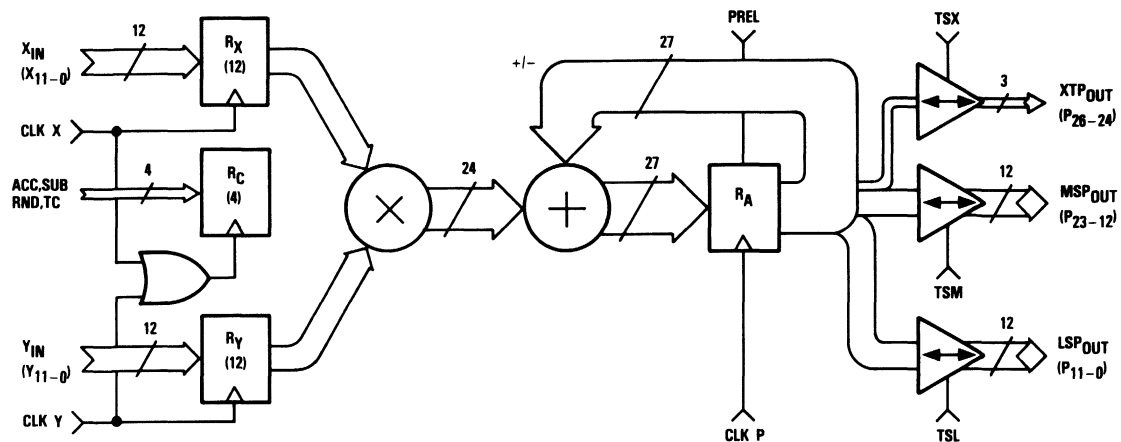 PREL
TSX
12
27
+/−
3
X_IN
(X_11−0)
R_X
(12)
XTP_OUT
(P_26−24)
CLK X
ACC,SUB
RND,TC
4
R_C
(4)
24
27
×
+
R_A
12
MSP_OUT
(P_23−12)
TSM
Y_IN
(Y_11−0)
12
R_Y
(12)
12
LSP_OUT
(P_11−0)
CLK Y
CLK P
TSL